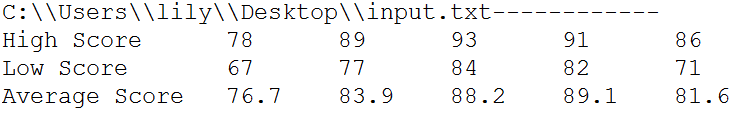 C:\\Users\\lily\\Desktop\\input.txt------------
High Score 78 89 93 91 86
Low Score 67 77 84 82 71
Average Score 76.7 83.9 88.2 89.1 81.6